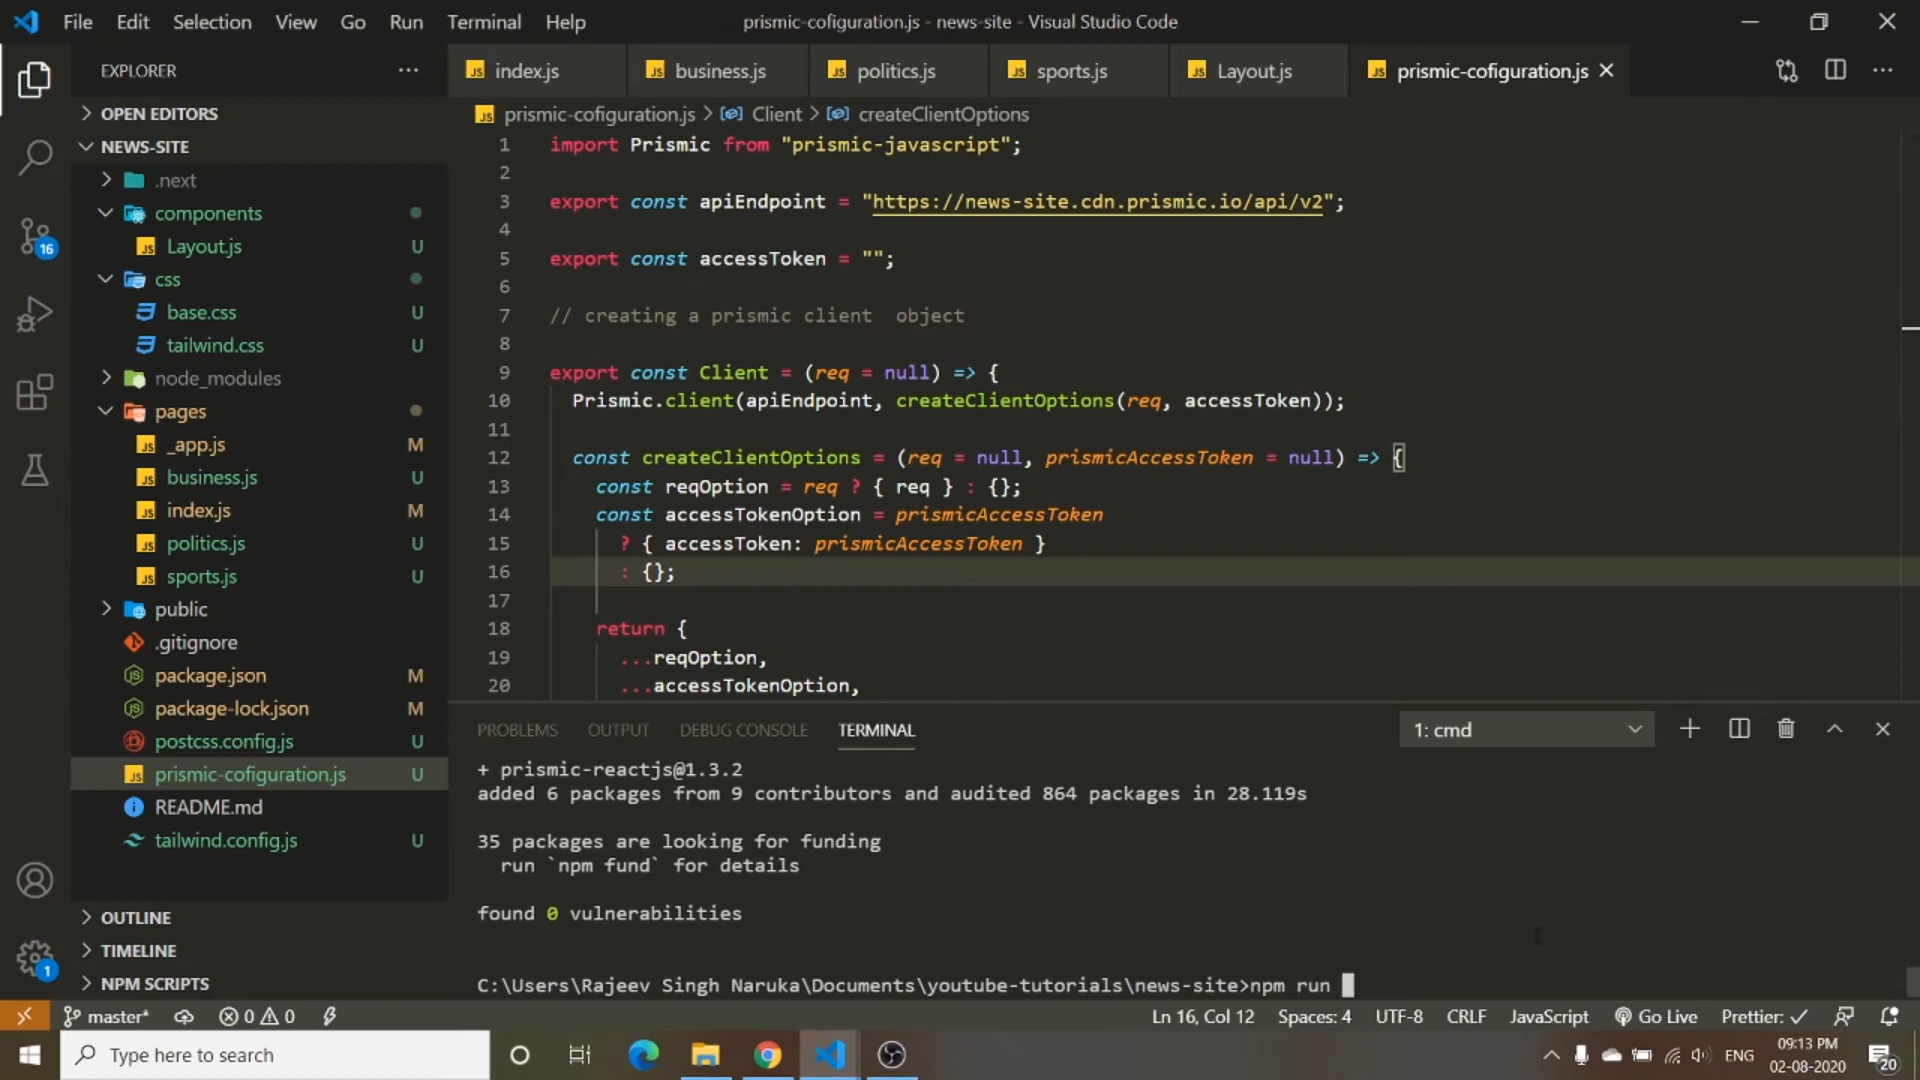 File Edit Selection View Go Run Terminal Help
prismic-cofiguration.js - news-site - Visual Studio Code
EXPLORER
index.js
business.js
politics.js
sports.js
Layout.js
prismic-cofiguration.js
OPEN EDITORS
NEWS-SITE
.next
components
Layout.js U
css
base.css U
tailwind.css U
node_modules
pages
_app.js M
business.js U
index.js M
politics.js U
sports.js U
public
.gitignore
package.json M
package-lock.json M
postcss.config.js U
prismic-cofiguration.js U
README.md
tailwind.config.js U
OUTLINE
TIMELINE
NPM SCRIPTS
16
1
prismic-cofiguration.js > Client > createClientOptions
1 import Prismic from "prismic-javascript";
2
3 export const apiEndpoint = "https://news-site.cdn.prismic.io/api/v2";
4
5 export const accessToken = "";
6
7 // creating a prismic client  object
8
9 export const Client = (req = null) => {
10 Prismic.client(apiEndpoint, createClientOptions(req, accessToken));
11
12 const createClientOptions = (req = null, prismicAccessToken = null) => {
13 const reqOption = req ? { req } : {};
14 const accessTokenOption = prismicAccessToken
15 ? { accessToken: prismicAccessToken }
16 : {};
17
18 return {
19 ...reqOption,
20 ...accessTokenOption,
PROBLEMS OUTPUT DEBUG CONSOLE TERMINAL
1: cmd
+ prismic-reactjs@1.3.2
added 6 packages from 9 contributors and audited 864 packages in 28.119s
35 packages are looking for funding
run `npm fund` for details
found 0 vulnerabilities
C:\Users\Rajeev Singh Naruka\Documents\youtube-tutorials\news-site>npm run
master* 0 0
Ln 16, Col 12 Spaces: 4 UTF-8 CRLF JavaScript Go Live Prettier: ✓
Type here to search
ENG
09:13 PM
02-08-2020
20